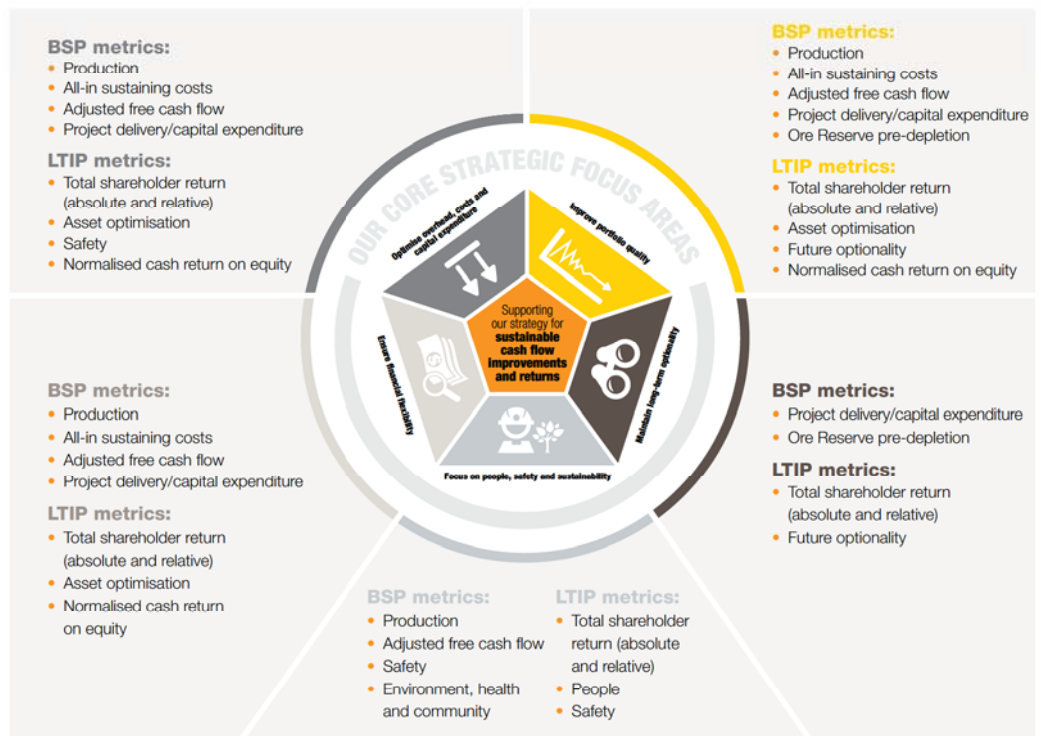 BSP metrics:
• Production
• All-in sustaining costs
• Adjusted free cash flow
• Project delivery/capital expenditure
LTIP metrics:
• Total shareholder return
(absolute and relative)
• Asset optimisation
• Safety
• Normalised cash return on equity
BSP metrics:
• Production
• All-in sustaining costs
• Adjusted free cash flow
• Project delivery/capital expenditure
• Ore Reserve pre-depletion
LTIP metrics:
• Total shareholder return
(absolute and relative)
• Asset optimisation
• Future optionality
• Normalised cash return on equity
OUR CORE STRATEGIC FOCUS AREAS
Optimise overhead, costs and
capital expenditure
Improve portfolio quality
Supporting
our strategy for
sustainable
cash flow
improvements
and returns
Ensure financial flexibility
Maintain long-term optionality
Focus on people, safety and sustainability
BSP metrics:
• Production
• All-in sustaining costs
• Adjusted free cash flow
• Project delivery/capital expenditure
LTIP metrics:
• Total shareholder return
(absolute and relative)
• Asset optimisation
• Normalised cash return
on equity
BSP metrics:
• Project delivery/capital expenditure
• Ore Reserve pre-depletion
LTIP metrics:
• Total shareholder return
(absolute and relative)
• Future optionality
BSP metrics:
• Production
• Adjusted free cash flow
• Safety
• Environment, health
and community
LTIP metrics:
• Total shareholder
return (absolute
and relative)
• People
• Safety